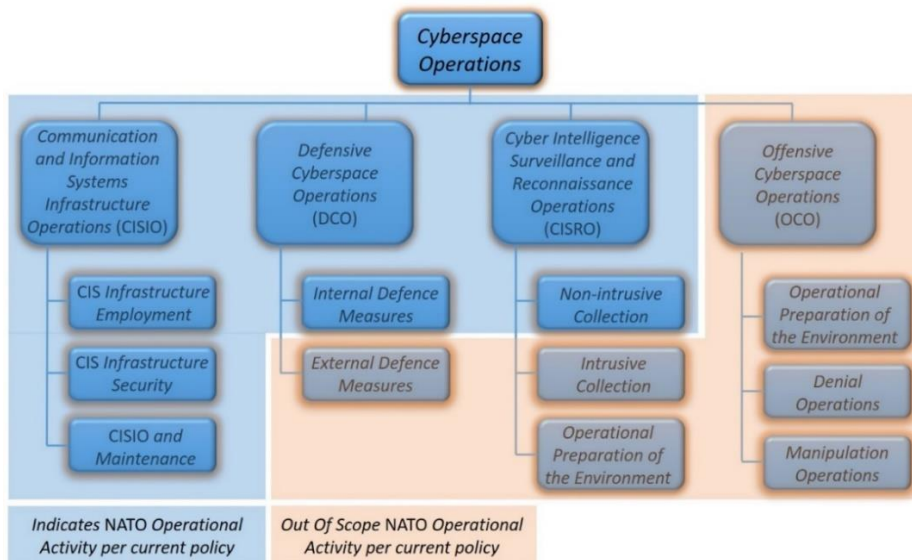 Cyberspace
Operations
Communication
and Information
Systems
Infrastructure
Operations (CISIO)
CIS Infrastructure
Employment
CIS Infrastructure
Security
CISIO and
Maintenance
Defensive
Cyberspace
Operations
(DCO)
Internal Defence
Measures
External Defence
Measures
Cyber Intelligence
Surveillance and
Reconnaissance
Operations
(CISRO)
Non-intrusive
Collection
Intrusive
Collection
Operational
Preparation of
the Environment
Offensive
Cyberspace
Operations
(OCO)
Operational
Preparation of
the Environment
Denial
Operations
Manipulation
Operations
Indicates NATO Operational
Activity per current policy
Out Of Scope NATO Operational
Activity per current policy